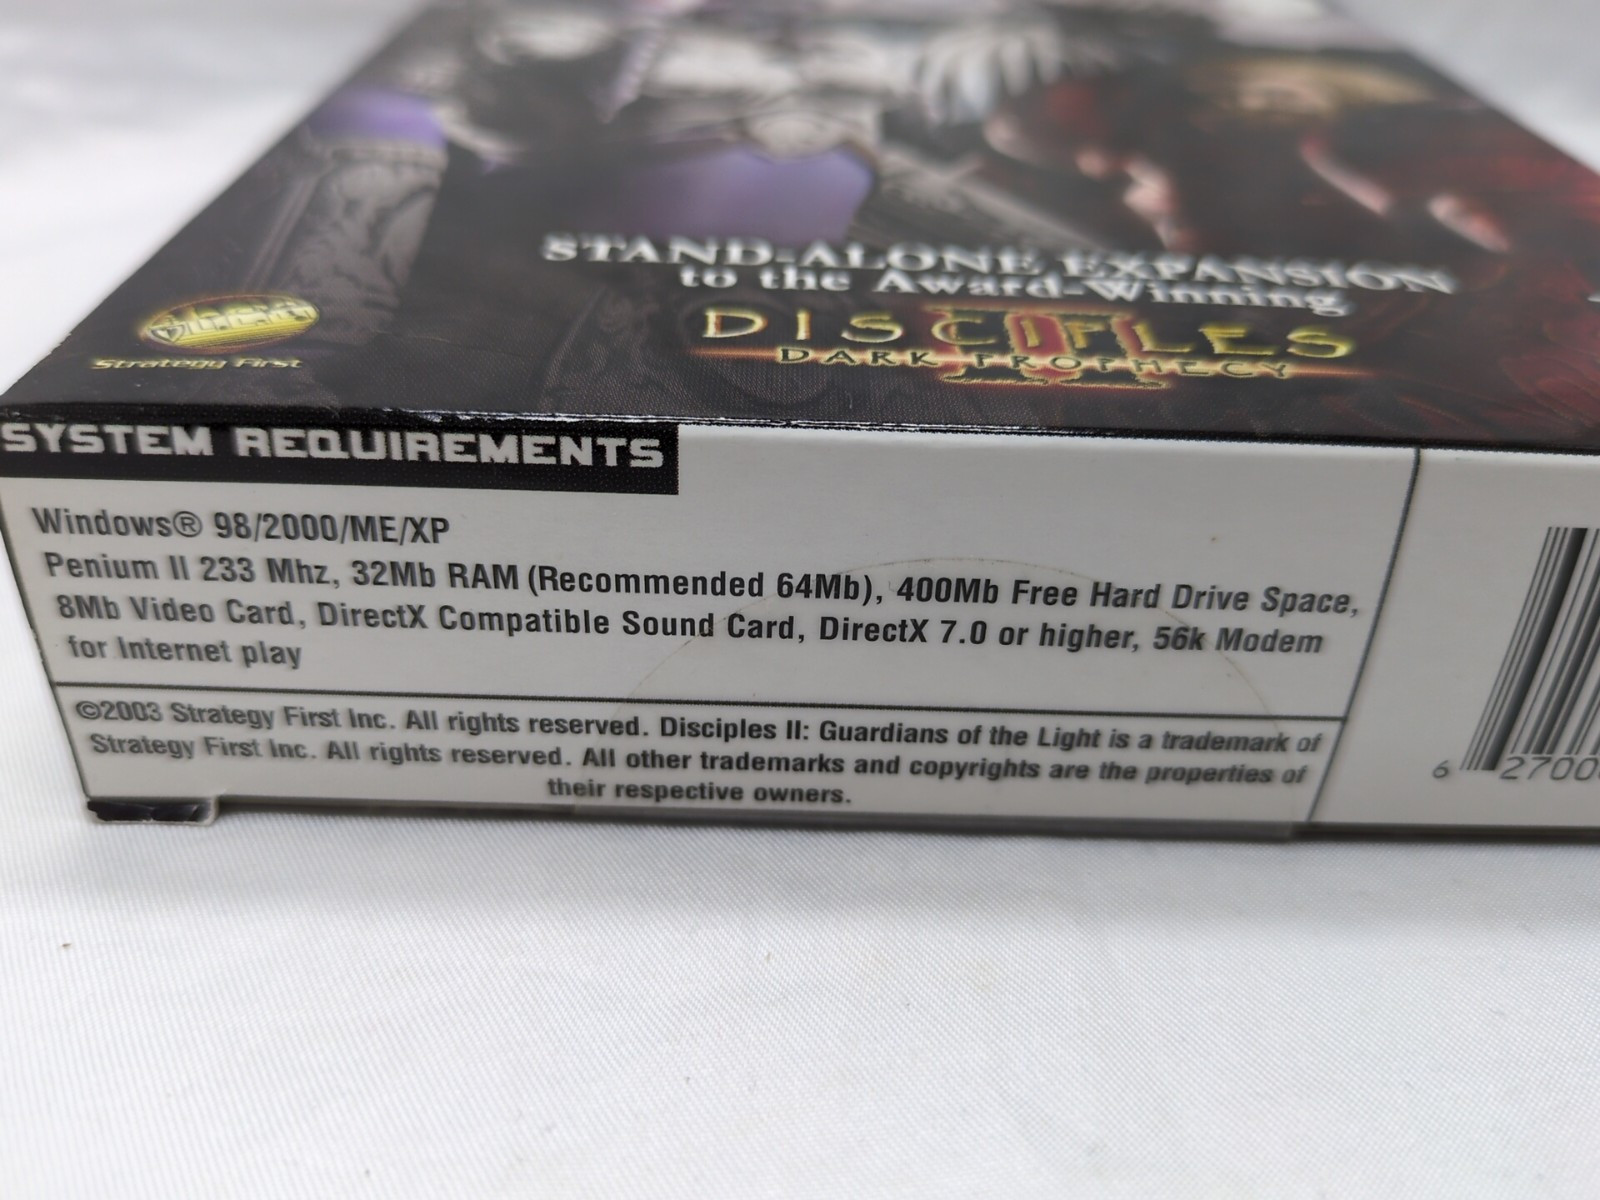 STAND-ALONE EXPANSION
to the Award-Winning
DISCIPLES II
DARK PROPHECY
Strategy First
SYSTEM REQUIREMENTS
Windows® 98/2000/ME/XP
Penium II 233 Mhz, 32Mb RAM (Recommended 64Mb), 400Mb Free Hard Drive Space,
8Mb Video Card, DirectX Compatible Sound Card, DirectX 7.0 or higher, 56k Modem
for Internet play
©2003 Strategy First Inc. All rights reserved. Disciples II: Guardians of the Light is a trademark of
Strategy First Inc. All rights reserved. All other trademarks and copyrights are the properties of
their respective owners.
6 2700